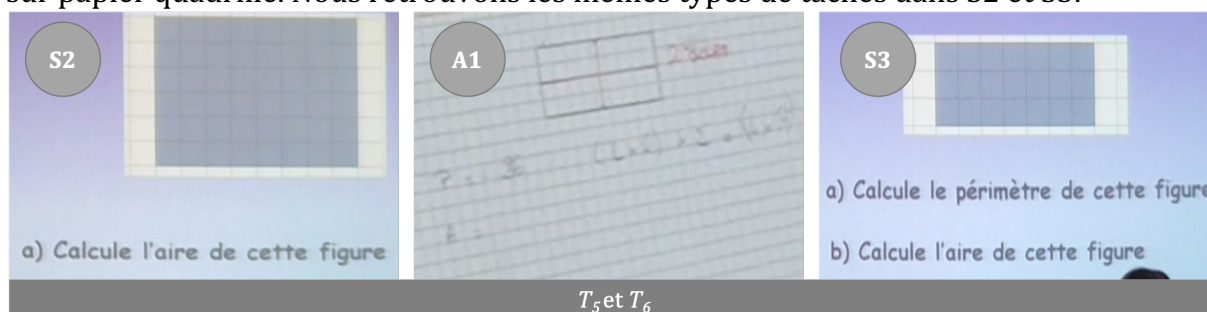 sur papier quadrillé. Nous retrouvons les mêmes types de tâches dans S2 et S3.
S2
a) Calcule l'aire de cette figure
A1
S3
a) Calcule le périmètre de cette figure
b) Calcule l'aire de cette figure
T₅ et T₆